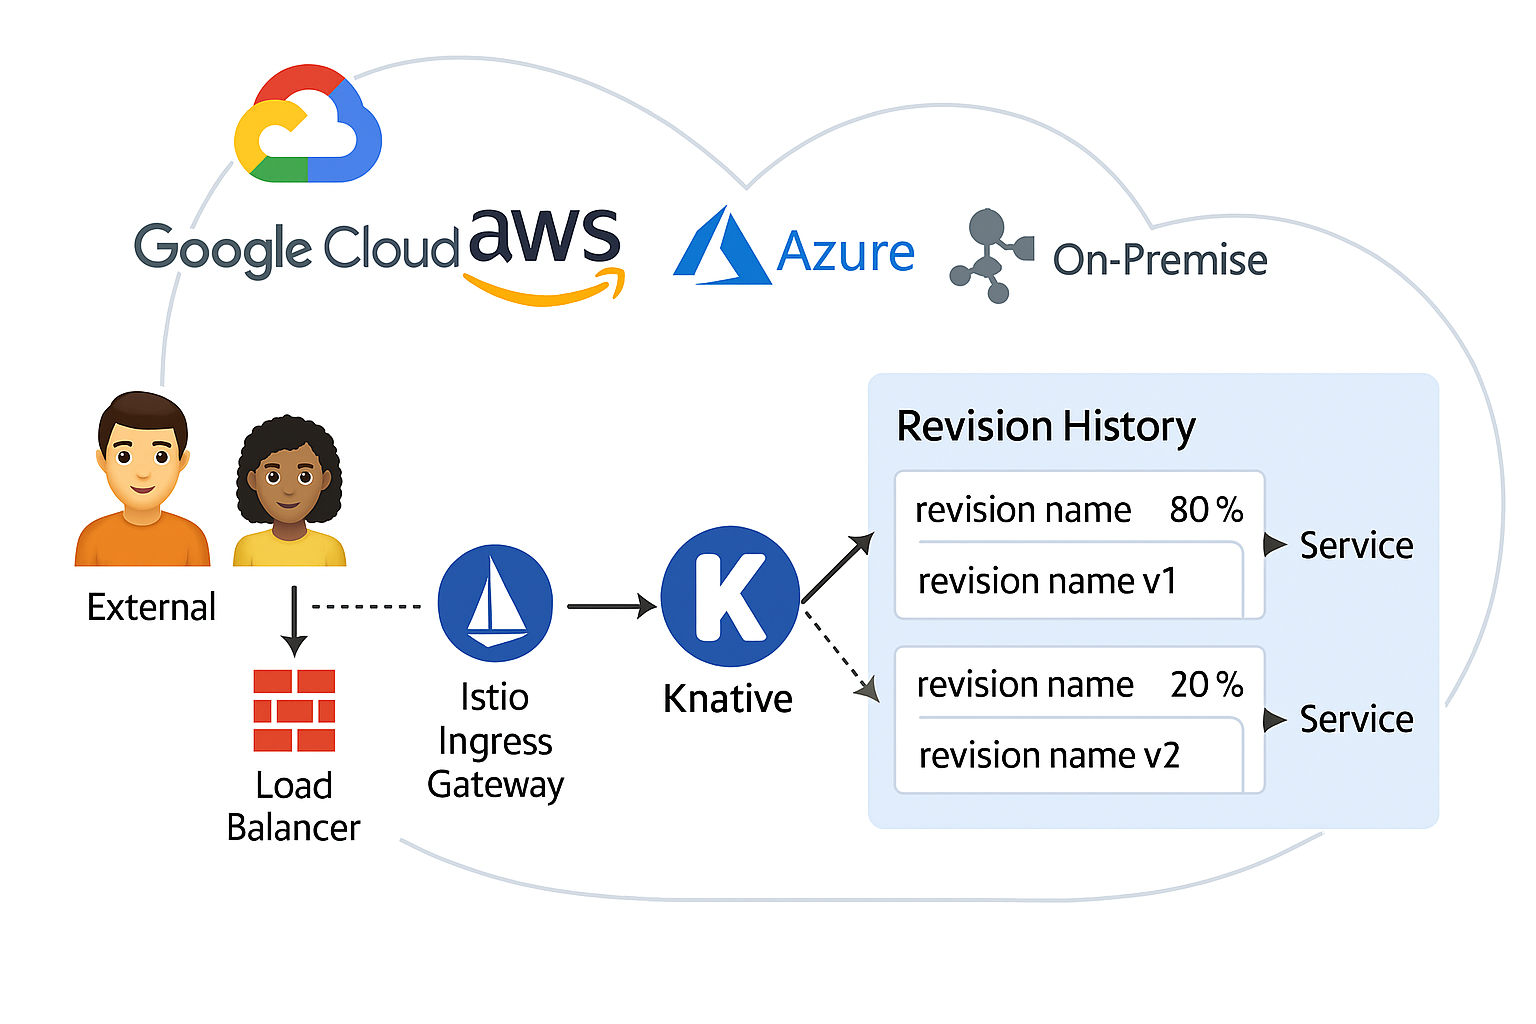 Google Cloud
aws
Azure
On-Premise
External
Load
Balancer
Istio
Ingress
Gateway
K
Knative
Revision History
revision name 80 %
revision name v1
Service
revision name 20 %
revision name v2
Service